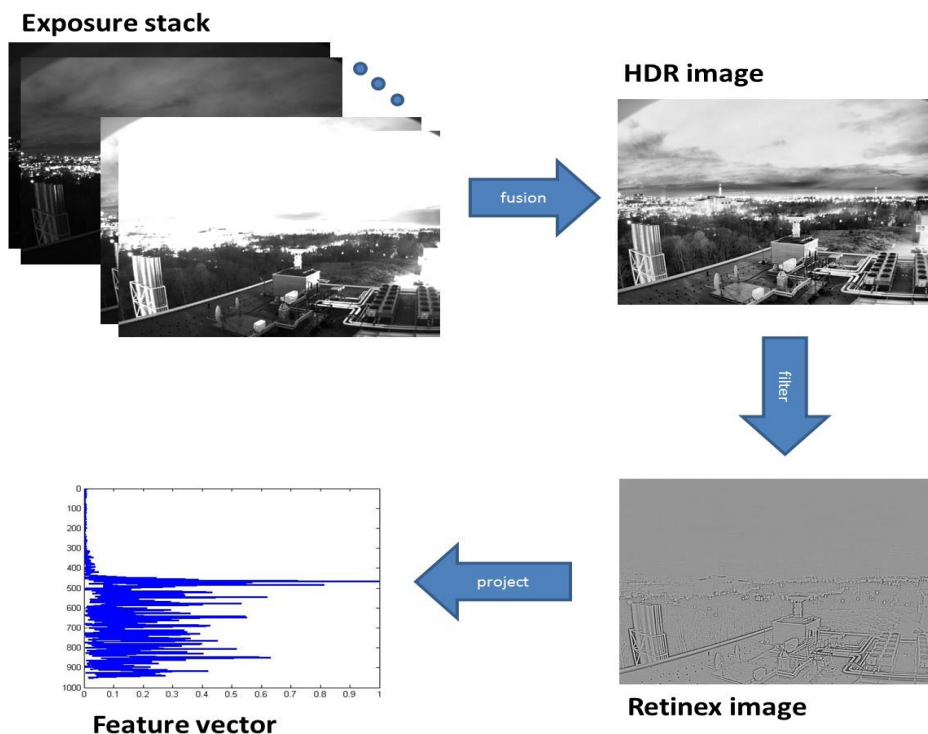 Exposure stack
HDR image
fusion
filter
Retinex image
project
0
100
200
300
400
500
600
700
800
900
1000
0 0.1 0.2 0.3 0.4 0.5 0.6 0.7 0.8 0.9 1
Feature vector